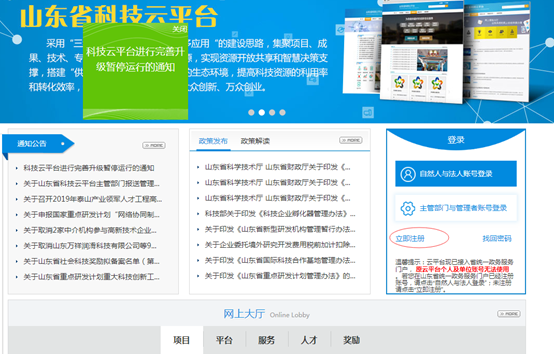 山东省科技云平台
关闭
采用“三
多应用“的建设思路，集聚项目、成
果、技术、专
源，实现资源开放共享和智慧决策支
撑，搭建“供
的生态环境，提高科技资源的利用率
和转化效率，
众创新、万众创业。
科技云平台进行完善升
级暂停运行的通知
通知公告
MORE
科技云平台进行完善升级暂停运行的通知
关于山东省科技云平台主管部门报送管理...
关于召开2019年泰山产业领军人才工程高...
关于申报国家重点研发计划“网络协同制...
关于取消2家中介机构参与高新技术企业...
关于取消山东万祥润滑科技有限公司等9...
关于山东省社会科技奖励拟备案名单（第...
关于山东省重点研发计划重大科技创新工...
政策发布
政策解读
MORE
山东省科学技术厅 山东省财政厅关于印发《...
山东省科学技术厅 山东省财政厅关于印发《...
山东省科学技术厅 山东省财政厅关于印发《...
科技部关于印发《科技企业孵化器管理办法》...
关于印发《山东省新型研发机构管理暂行办法...
关于企业委托境外研究开发费用税前加计扣除...
关于印发《山东省国际科技合作基地管理办法...
关于印发《山东省重点研发计划管理办法》的...
登录
自然人与法人账号登录
主管部门与管理者账号登录
立即注册
找回密码
温馨提示：云平台现已接入省统一政务服务
门户，原云平台个人及单位账号无法使用
。若您在山东省统一政务服务门户已经注册
账号，请点击“自然人与法人登录”；未注册
请点击“立即注册”。
网上大厅 Online Lobby
MORE
项目
平台
服务
人才
奖励